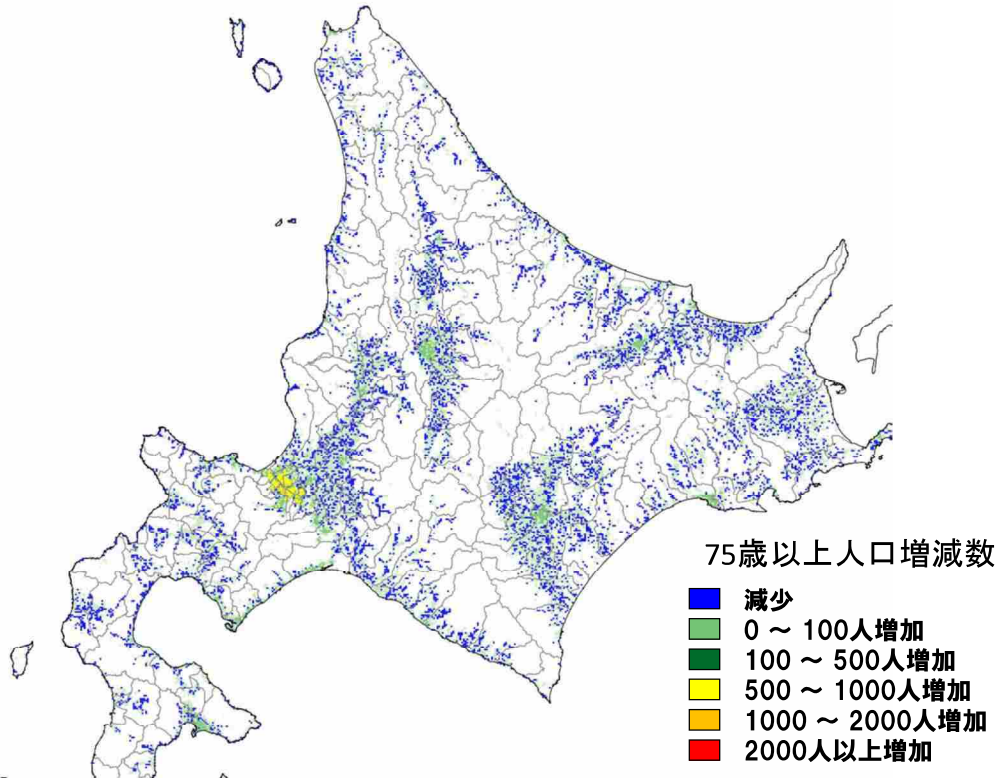 75歳以上人口増減数
減少
0 ～ 100人増加
100 ～ 500人増加
500 ～ 1000人増加
1000 ～ 2000人増加
2000人以上増加